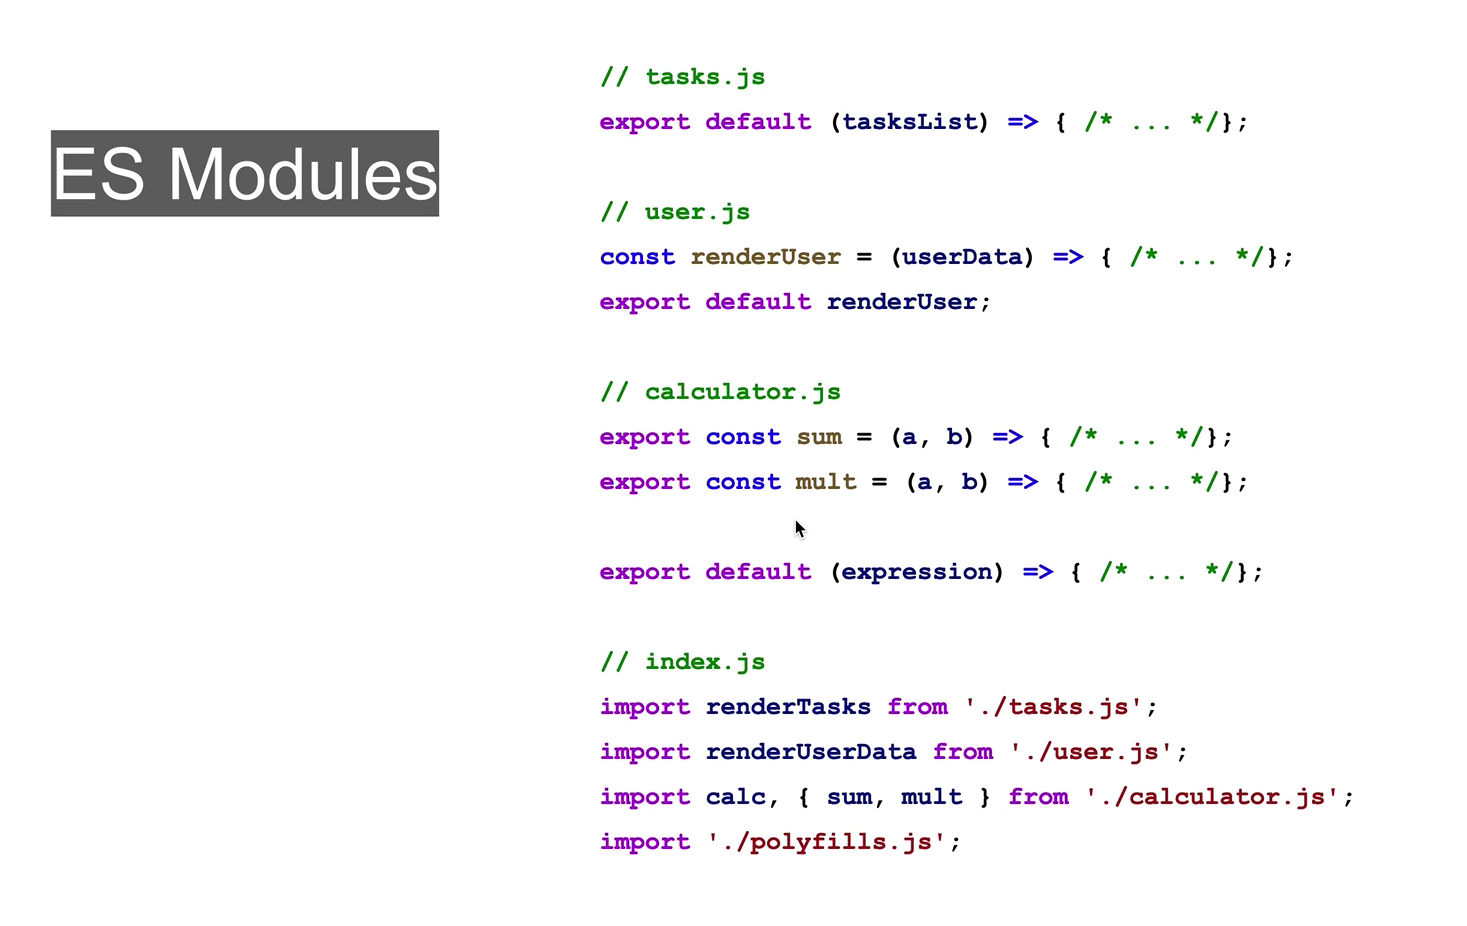 ES Modules
// tasks.js
export default (tasksList) => { /* ... */};
// user.js
const renderUser = (userData) => { /* ... */};
export default renderUser;
// calculator.js
export const sum = (a, b) => { /* ... */};
export const mult = (a, b) => { /* ... */};
export default (expression) => { /* ... */};
// index.js
import renderTasks from './tasks.js';
import renderUserData from './user.js';
import calc, { sum, mult } from './calculator.js';
import './polyfills.js';